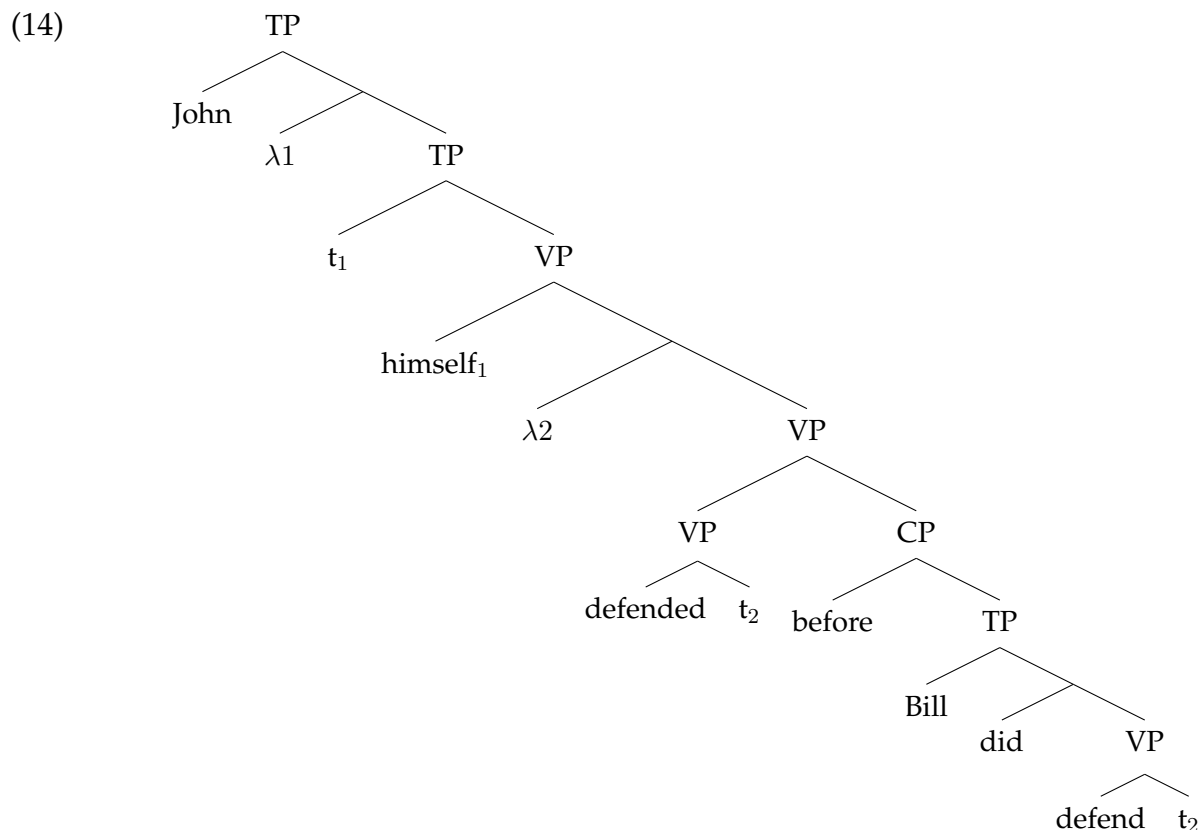 (14) TP
John
λ1 TP
t₁ VP
himself₁
λ2 VP
VP CP
defended t₂ before TP
Bill
did VP
defend t₂